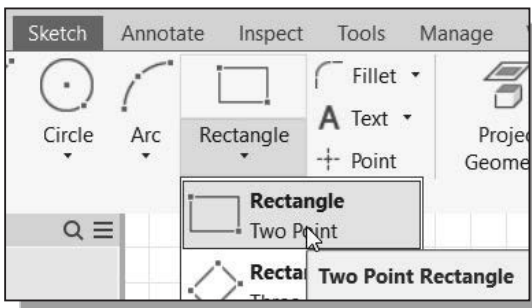 Sketch Annotate Inspect Tools Manage
Circle Arc Rectangle Fillet
Text
Point
Rectangle
Two Point
Two Point Rectangle